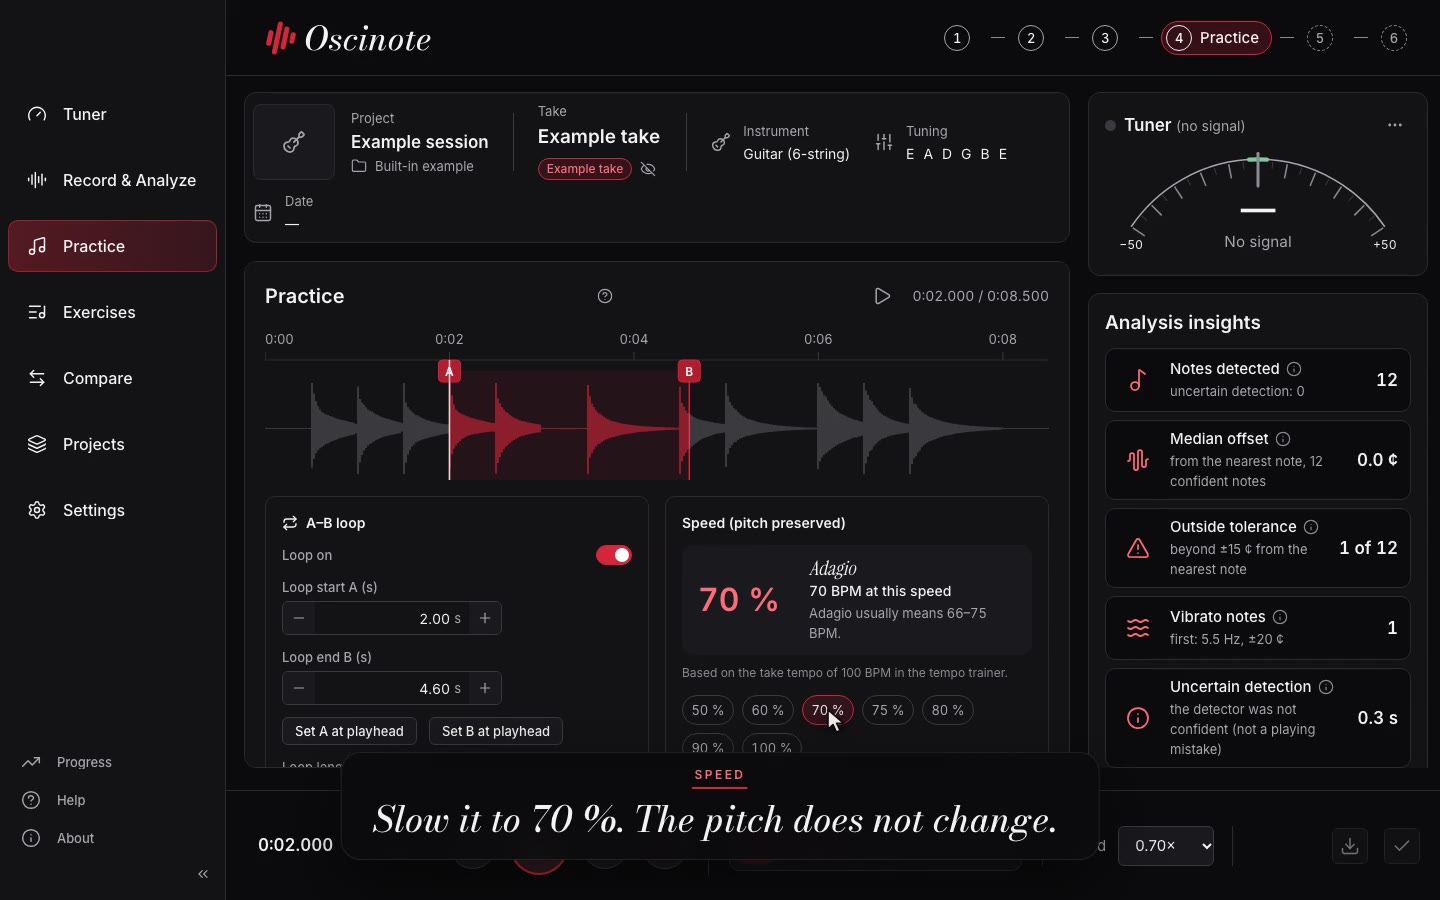 Oscinote
1
2
3
4 Practice
5
6
Tuner
Record & Analyze
Practice
Exercises
Compare
Projects
Settings
Progress
Help
About
«
Project
Example session
Built-in example
Take
Example take
Example take
Instrument
Guitar (6-string)
Tuning
E A D G B E
Date
—
Practice
0:02.000 / 0:08.500
0:00
0:02
0:04
0:06
0:08
A
B
A–B loop
Loop on
Loop start A (s)
− 2.00 s +
Loop end B (s)
− 4.60 s +
Set A at playhead
Set B at playhead
Speed (pitch preserved)
70 %
Adagio
70 BPM at this speed
Adagio usually means 66–75
BPM.
Based on the take tempo of 100 BPM in the tempo trainer.
50 %
60 %
70 %
75 %
80 %
90 %
100 %
Tuner (no signal)
−50
+50
No signal
Analysis insights
Notes detected
uncertain detection: 0
12
Median offset
from the nearest note, 12
confident notes
0.0 ¢
Outside tolerance
beyond ±15 ¢ from the
nearest note
1 of 12
Vibrato notes
first: 5.5 Hz, ±20 ¢
1
Uncertain detection
the detector was not
confident (not a playing
mistake)
0.3 s
SPEED
Slow it to 70 %. The pitch does not change.
0:02.000
0.70×